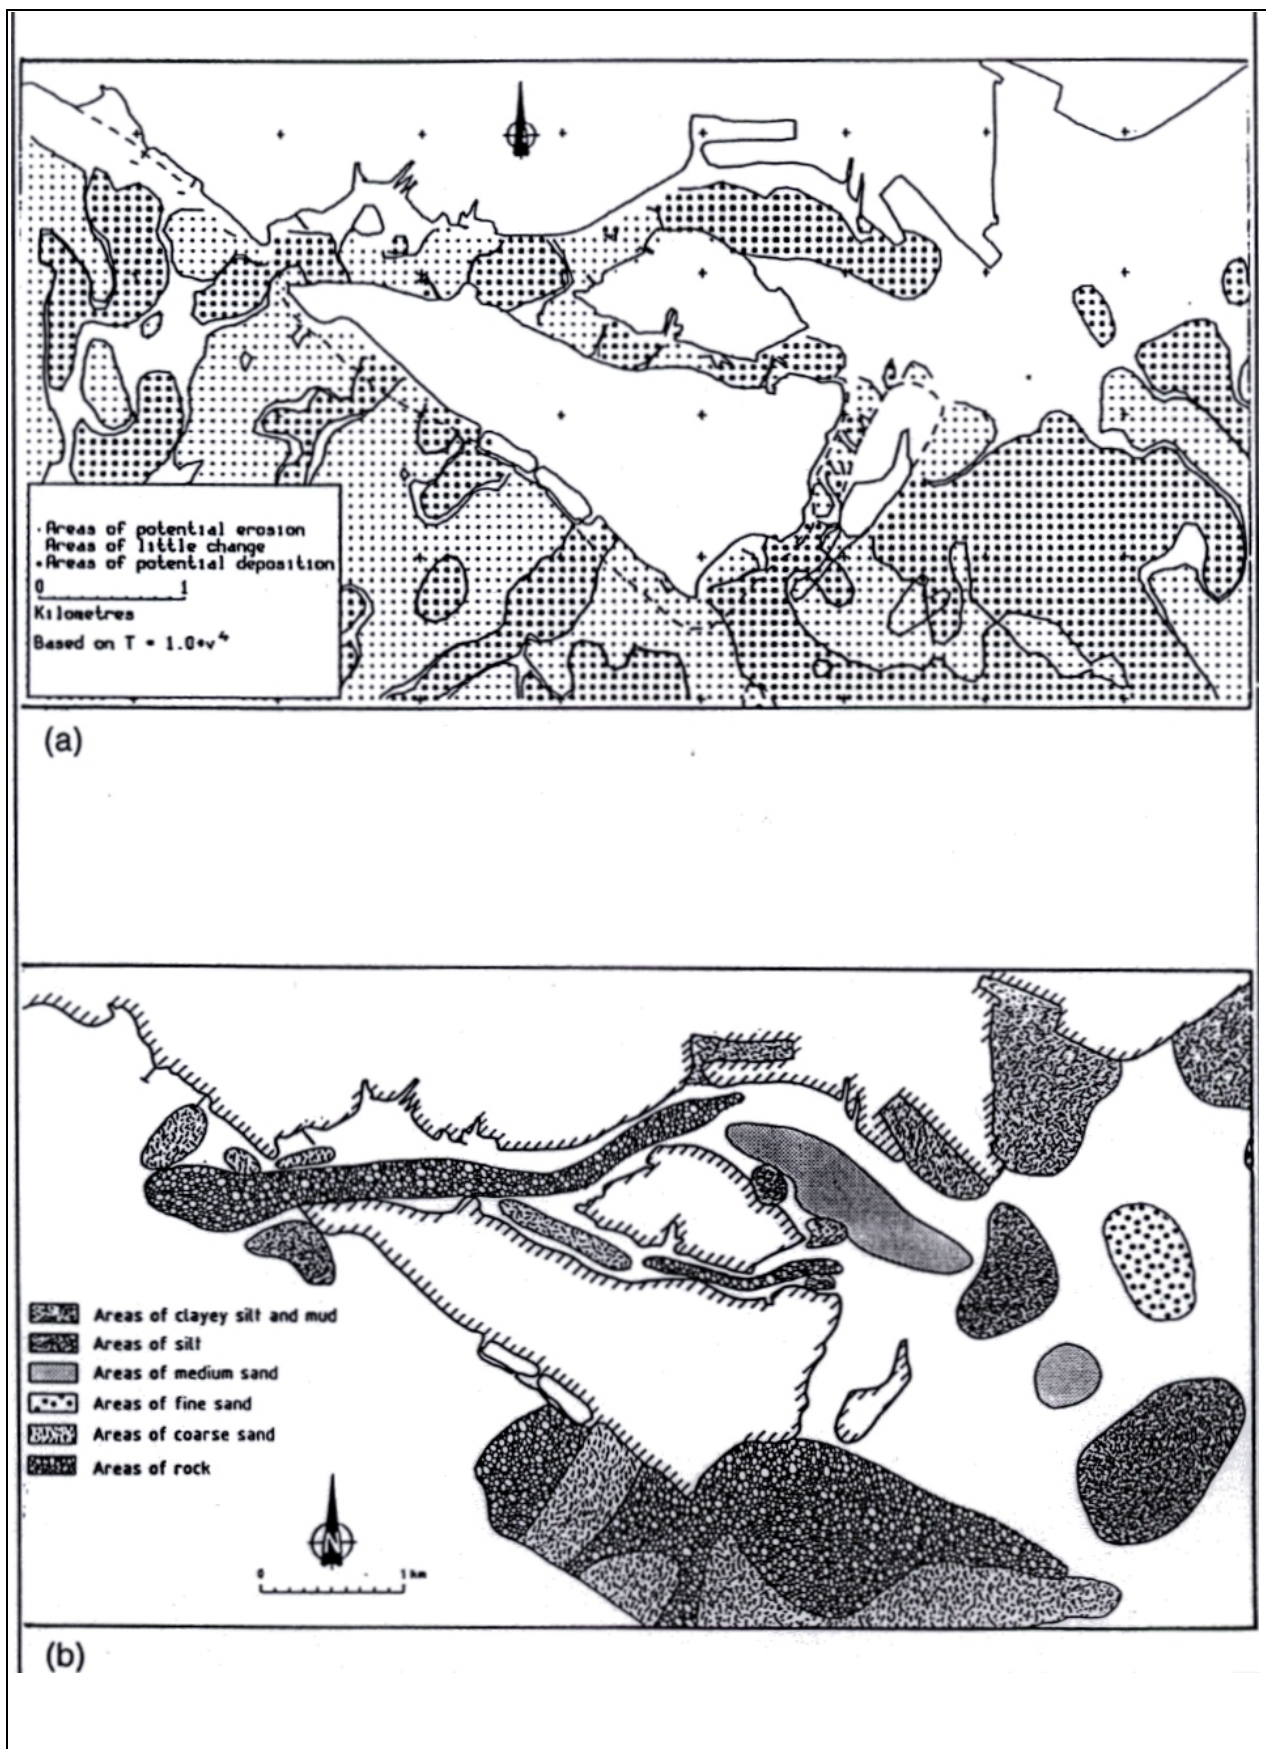 · Areas of potential erosion
Areas of little change
• Areas of potential deposition
0 1
Kilometres
Based on T = 1.0*v⁴
(a)
Areas of clayey silt and mud
Areas of silt
Areas of medium sand
Areas of fine sand
Areas of coarse sand
Areas of rock
N
0 1 km
(b)